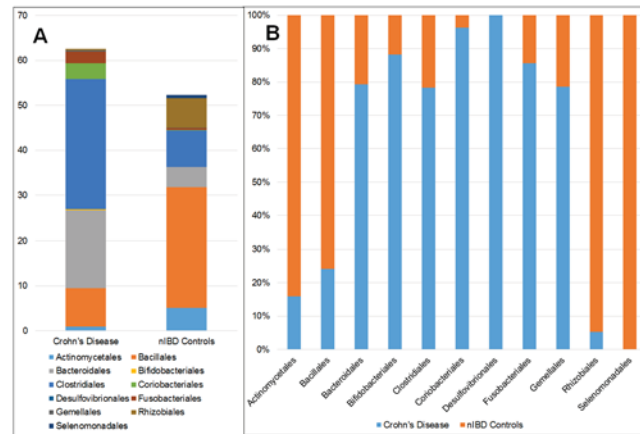 A
70
60
50
40
30
20
10
0
Crohn's Disease nIBD Controls
Actinomycetales Bacillales
Bacteroidales Bifidobacteriales
Clostridiales Coriobacteriales
Desulfovibrionales Fusobacteriales
Gemellales Rhizobiales
Selenomonadales
B
100%
90%
80%
70%
60%
50%
40%
30%
20%
10%
0%
Actinomycetales
Bacillales
Bacteroidales
Bifidobacteriales
Clostridiales
Coriobacteriales
Desulfovibrionales
Fusobacteriales
Gemellales
Rhizobiales
Selenomonadales
Crohn's Disease nIBD Controls